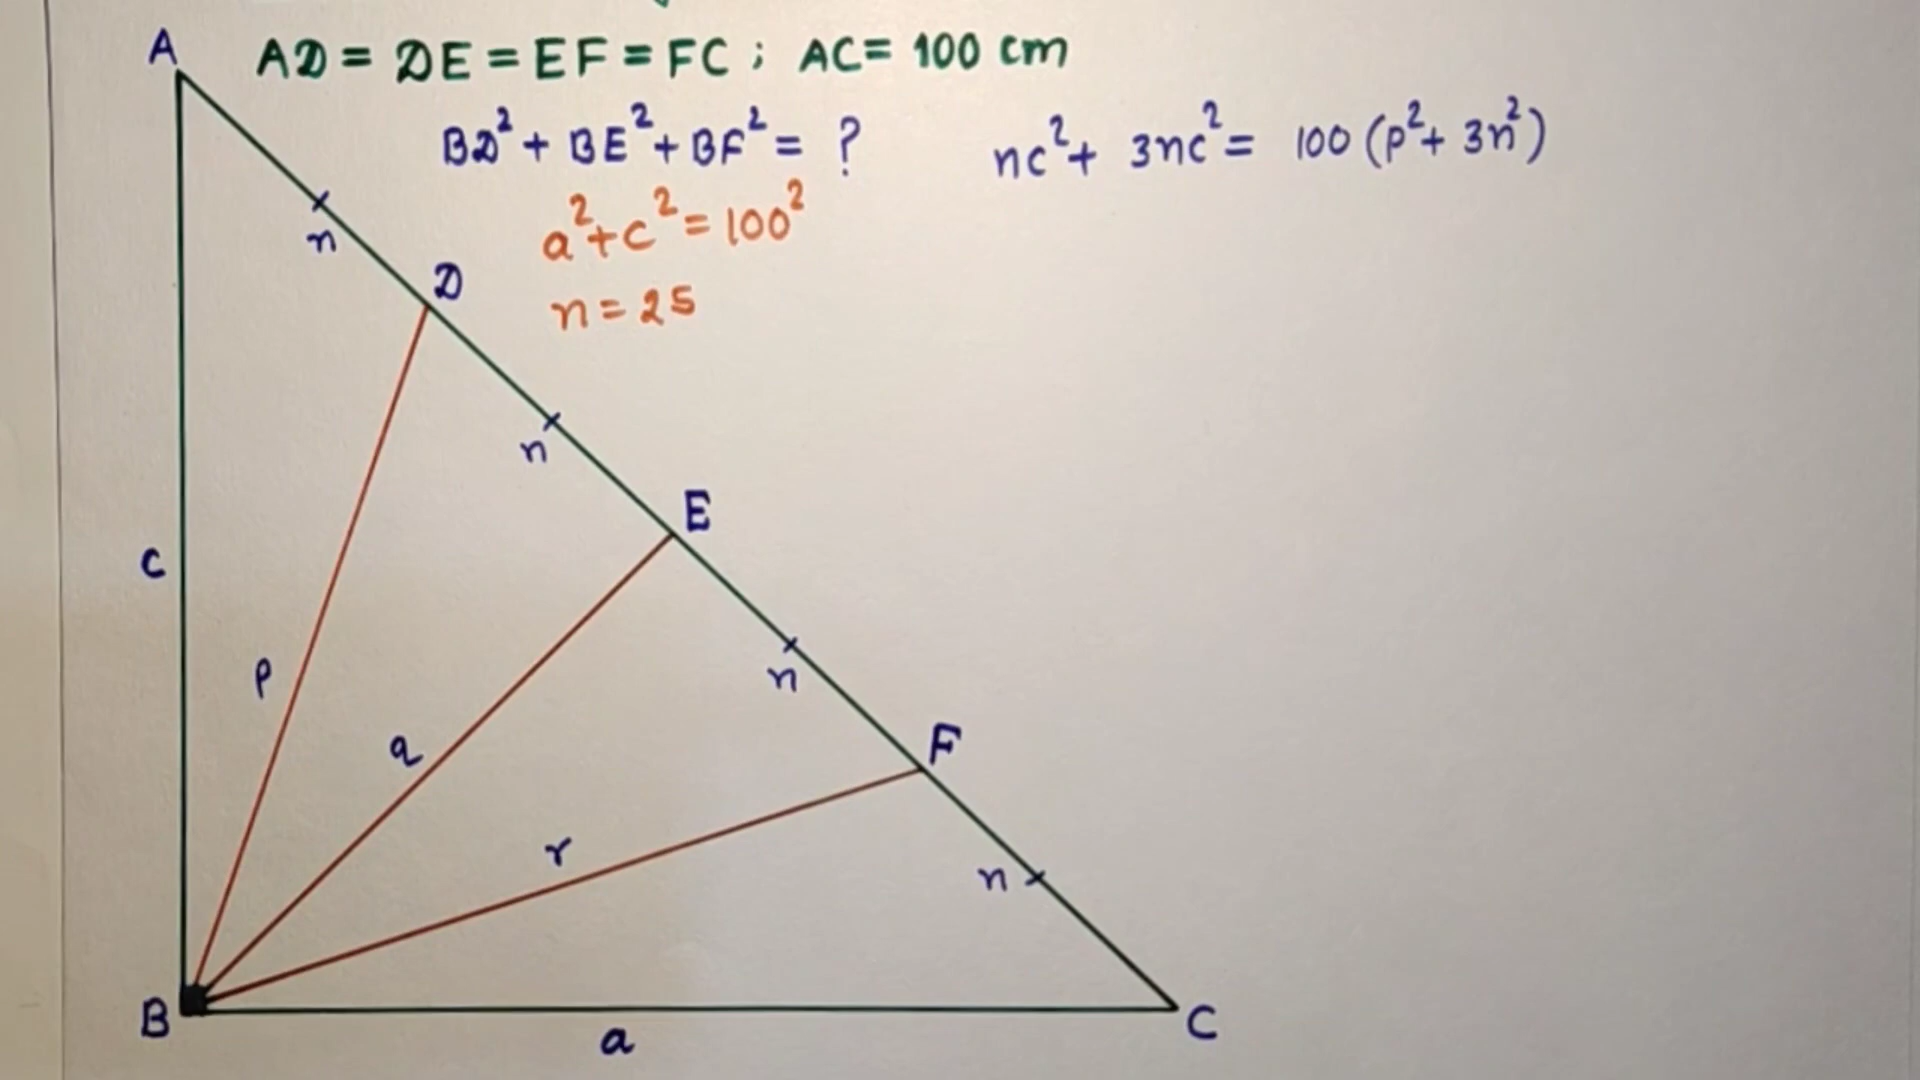 A
AD = DE = EF = FC ; AC = 100 cm
BD² + BE² + BF² = ?
nc² + 3nc² = 100 (p² + 3n²)
a² + c² = 100²
n = 25
n
D
n
E
c
p
q
n
F
r
n
B
a
C